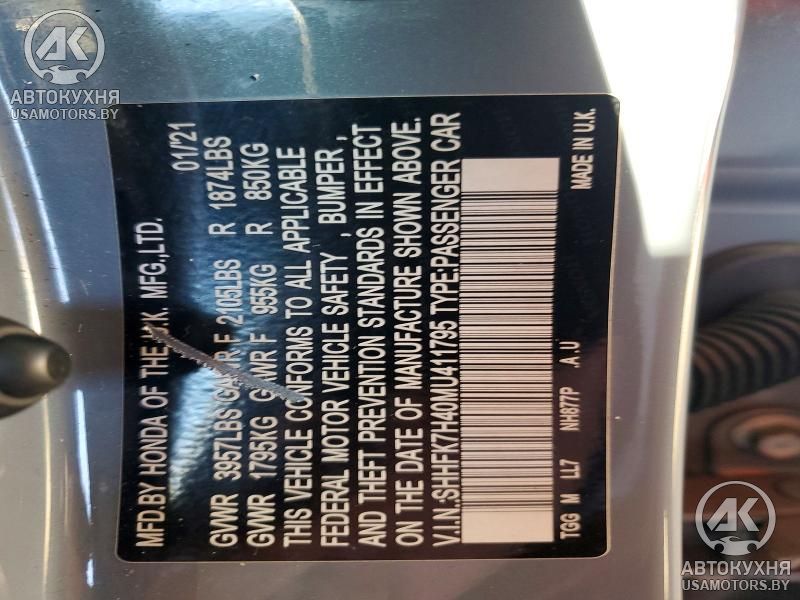 AK
АВТОКУХНЯ
USAMOTORS.BY
MFD.BY HONDA OF THE U.K. MFG.,LTD. 01/'21
GVWR 3957LBS GAWR F 2105LBS R 1874LBS
GVWR 1795KG GAWR F 955KG R 850KG
THIS VEHICLE CONFORMS TO ALL APPLICABLE
FEDERAL MOTOR VEHICLE SAFETY , BUMPER ,
AND THEFT PREVENTION STANDARDS IN EFFECT
ON THE DATE OF MANUFACTURE SHOWN ABOVE.
V.I.N.:SHHFK7H40MU411795 TYPE:PASSENGER CAR
TGG M LL7 NH877P .A.U MADE IN U.K.
AK
АВТОКУХНЯ
USAMOTORS.BY